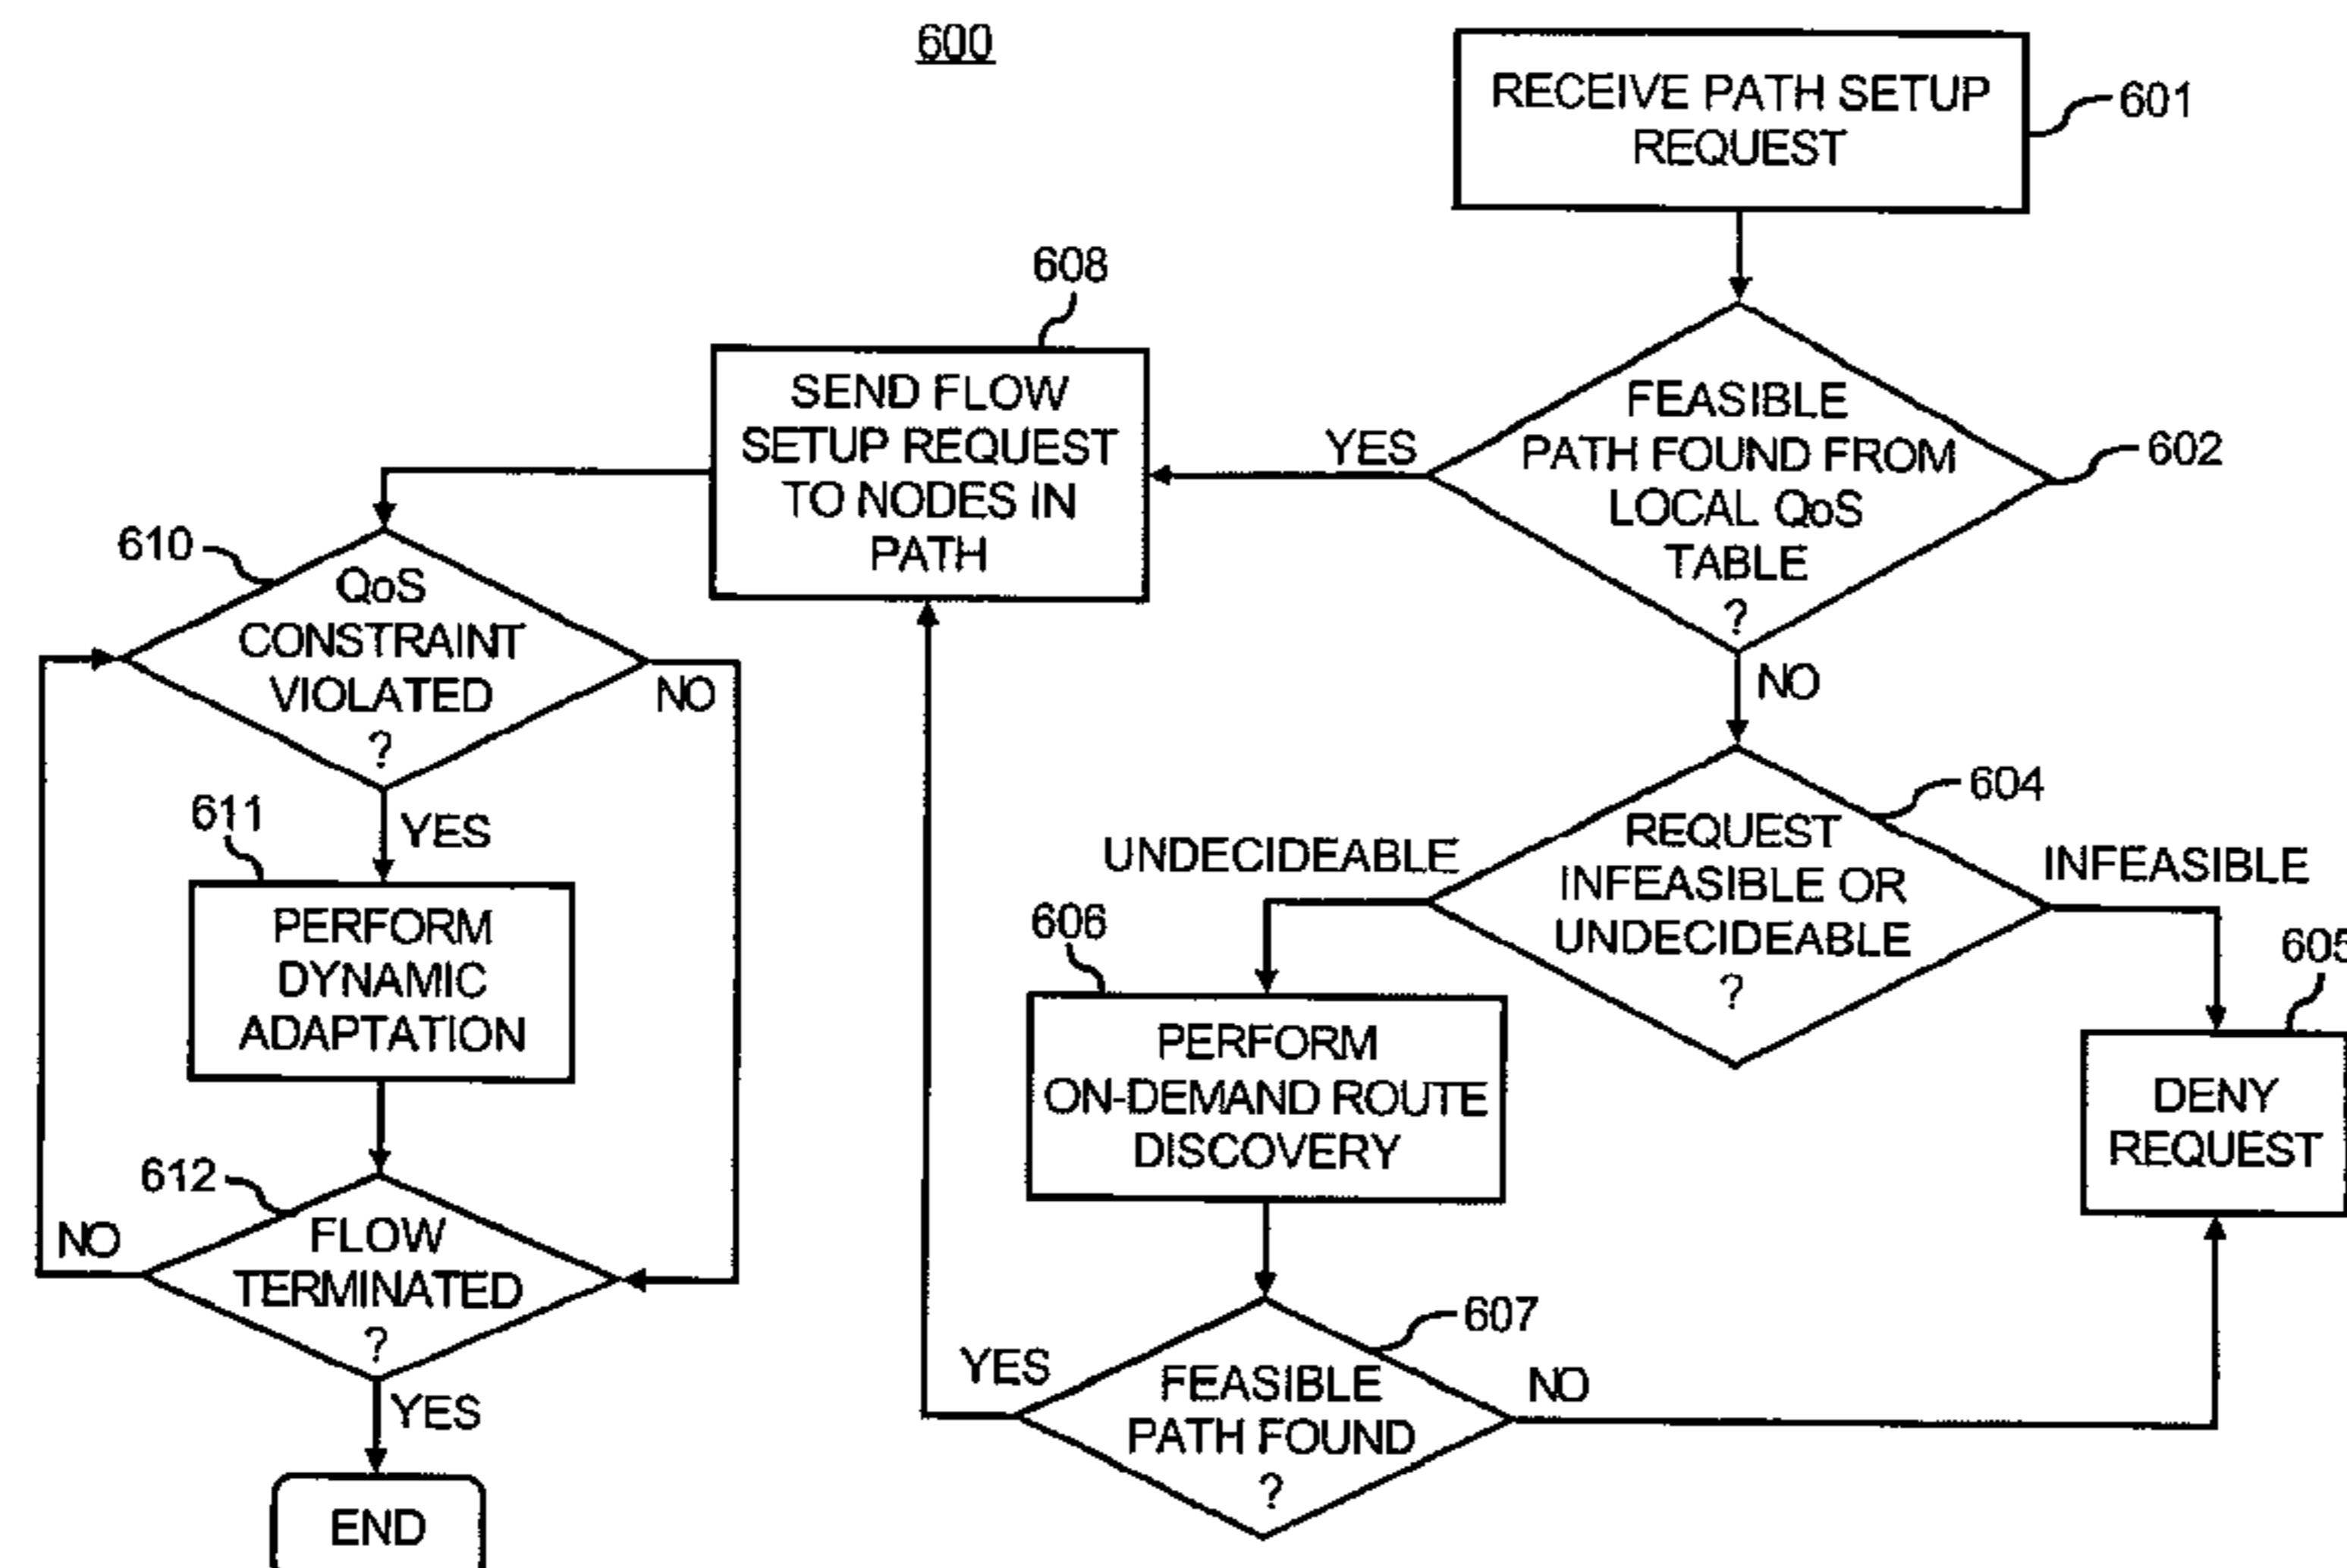 600
RECEIVE PATH SETUP
REQUEST
601
FEASIBLE
PATH FOUND FROM
LOCAL QoS
TABLE
?
602
YES
NO
608
SEND FLOW
SETUP REQUEST
TO NODES IN
PATH
610
QoS
CONSTRAINT
VIOLATED
?
NO
YES
611
PERFORM
DYNAMIC
ADAPTATION
612
FLOW
TERMINATED
?
NO
YES
END
604
REQUEST
INFEASIBLE OR
UNDECIDEABLE
?
UNDECIDEABLE
INFEASIBLE
605
DENY
REQUEST
606
PERFORM
ON-DEMAND ROUTE
DISCOVERY
607
FEASIBLE
PATH FOUND
?
YES
NO